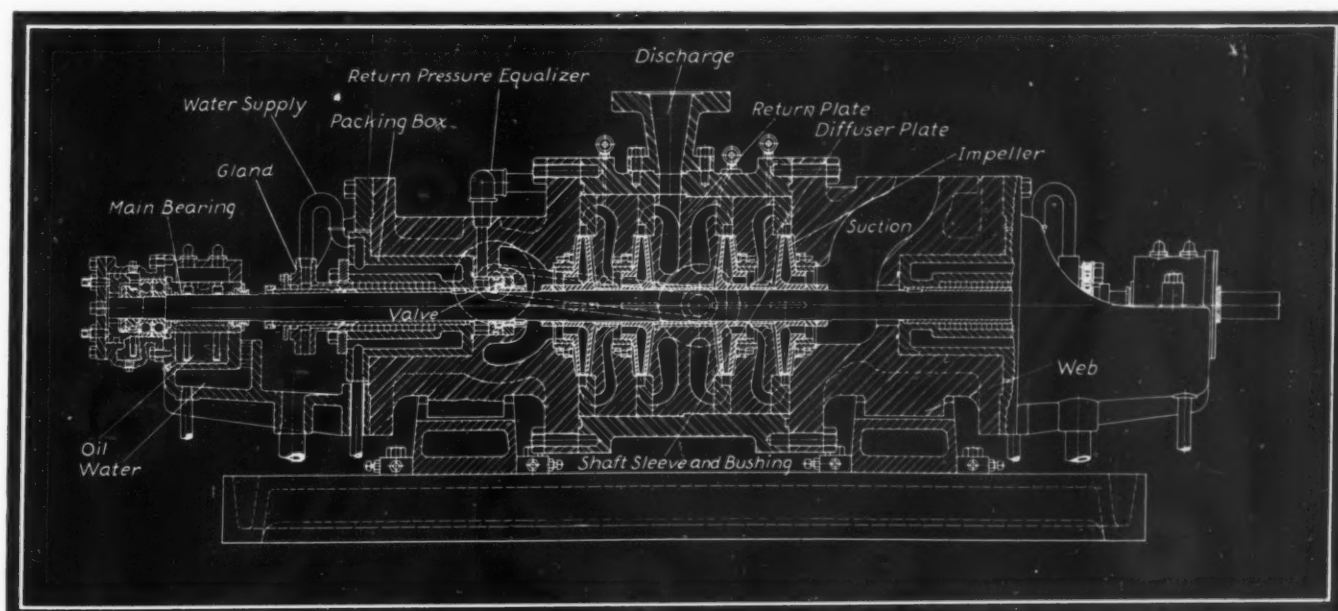 Discharge
Return Pressure Equalizer
Water Supply
Packing Box
Return Plate
Diffuser Plate
Impeller
Gland
Main Bearing
Suction
Valve
Web
Oil
Water
Shaft Sleeve and Bushing